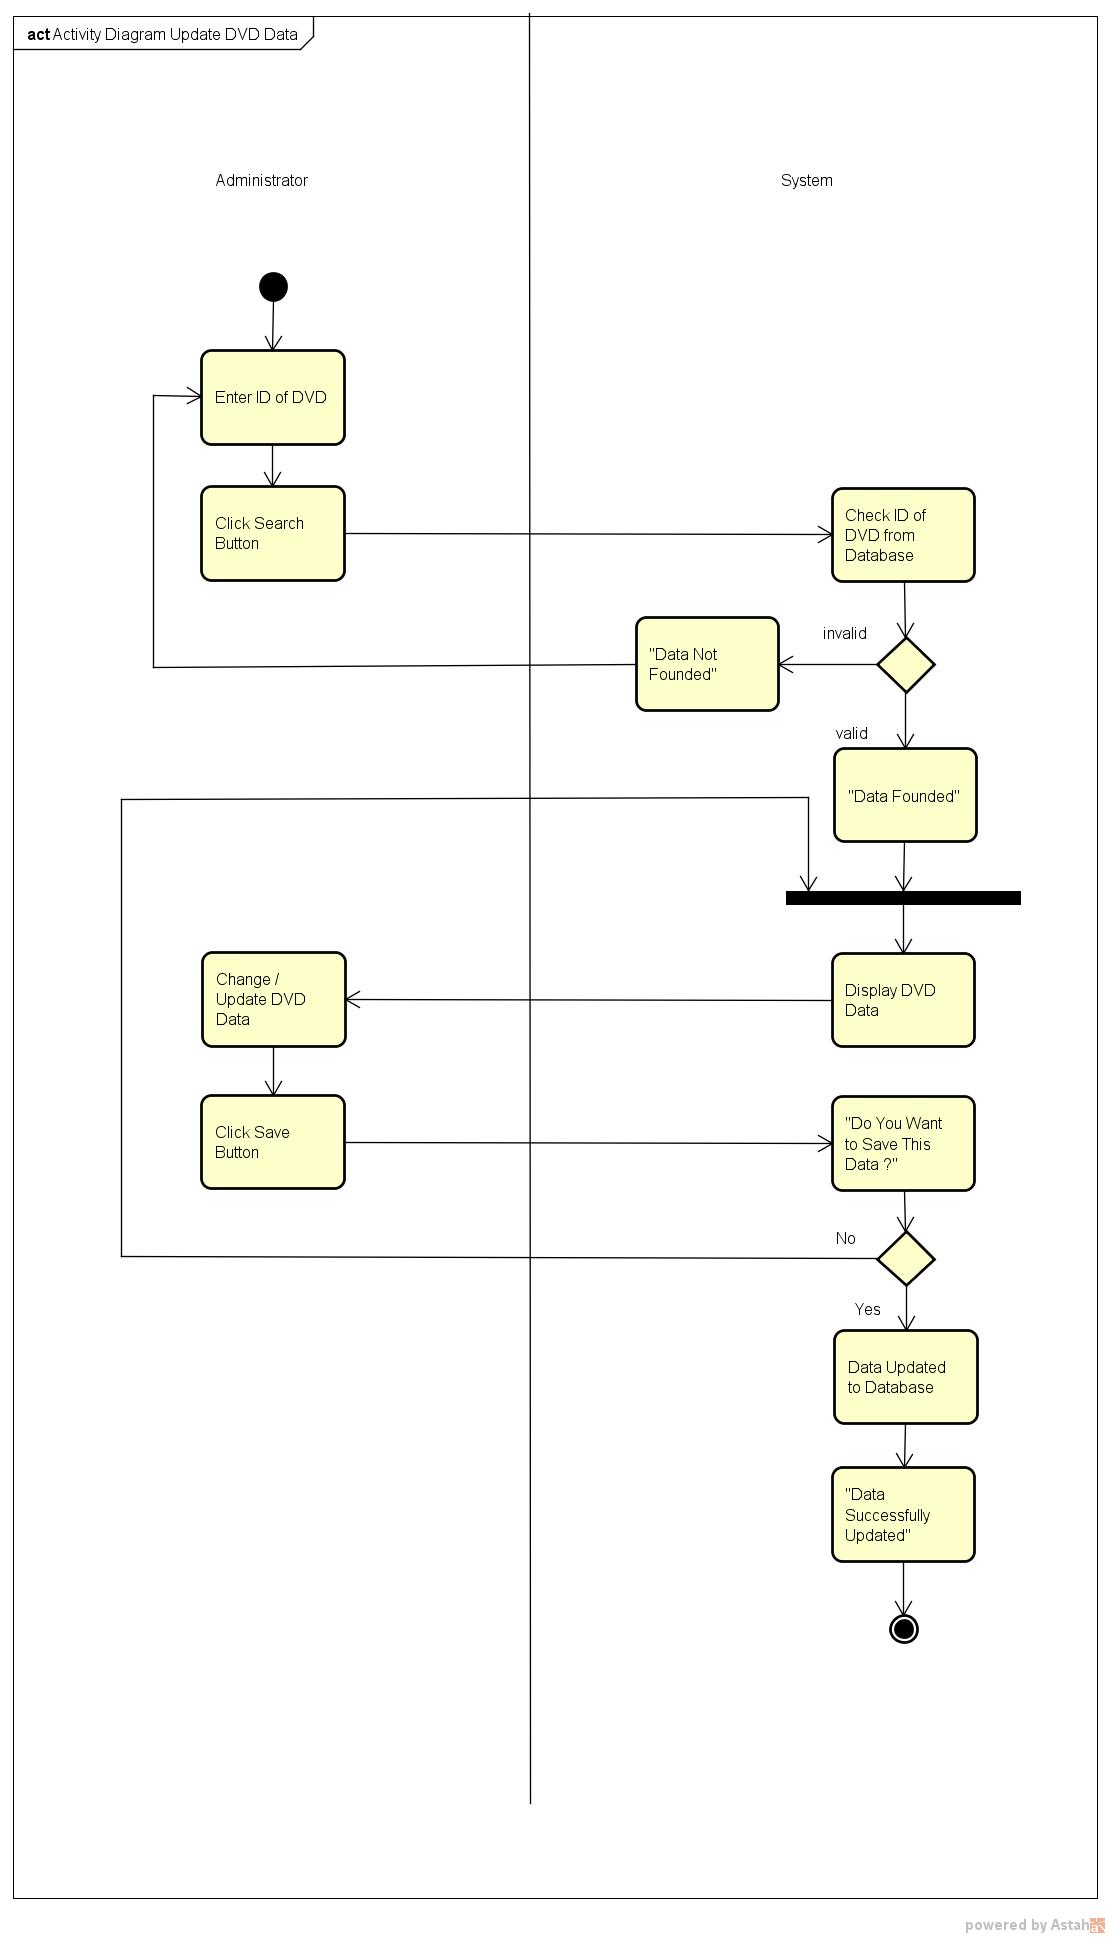 act Activity Diagram Update DVD Data
Administrator
System
Enter ID of DVD
Click Search
Button
Check ID of
DVD from
Database
invalid
"Data Not
Founded"
valid
"Data Founded"
Change /
Update DVD
Data
Display DVD
Data
Click Save
Button
"Do You Want
to Save This
Data ?"
No
Yes
Data Updated
to Database
"Data
Successfully
Updated"
powered by Astah